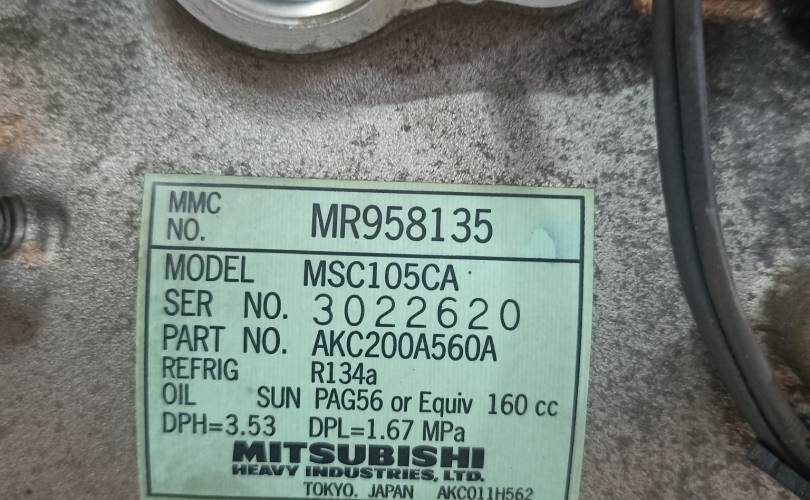 MMC
NO. MR958135
MODEL MSC105CA
SER NO. 3022620
PART NO. AKC200A560A
REFRIG R134a
OIL SUN PAG56 or Equiv 160 cc
DPH=3.53 DPL=1.67 MPa
MITSUBISHI
HEAVY INDUSTRIES, LTD.
TOKYO. JAPAN AKC011H562